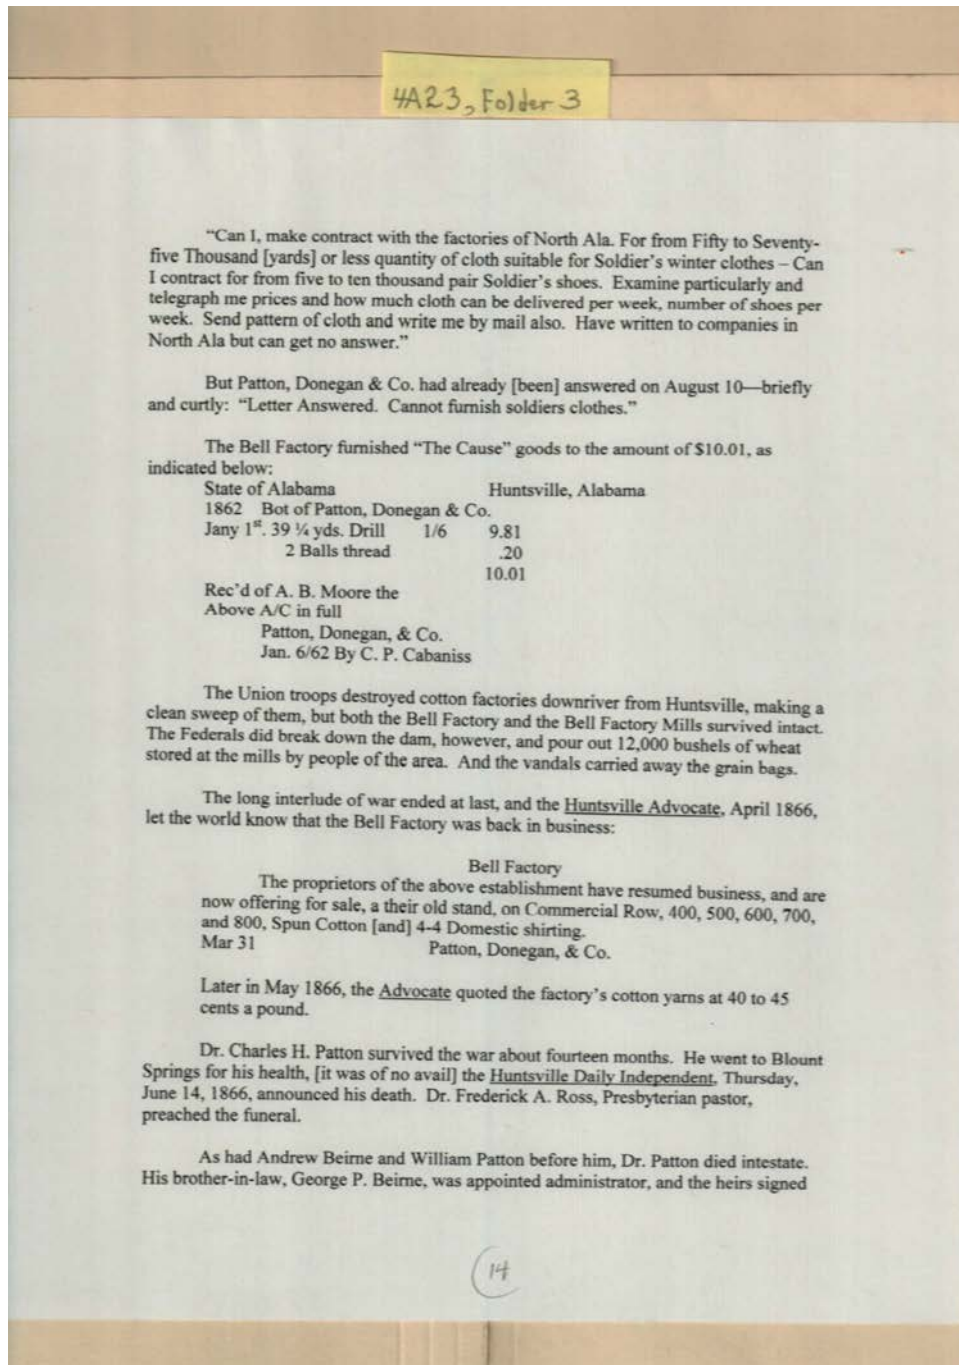 4A23, Folder 3
"Can I, make contract with the factories of North Ala. For from Fifty to Seventy-
five Thousand [yards] or less quantity of cloth suitable for Soldier's winter clothes – Can
I contract for from five to ten thousand pair Soldier's shoes. Examine particularly and
telegraph me prices and how much cloth can be delivered per week, number of shoes per
week. Send pattern of cloth and write me by mail also. Have written to companies in
North Ala but can get no answer."
But Patton, Donegan & Co. had already [been] answered on August 10—briefly
and curtly: "Letter Answered. Cannot furnish soldiers clothes."
The Bell Factory furnished "The Cause" goods to the amount of $10.01, as
indicated below:
State of Alabama Huntsville, Alabama
1862 Bot of Patton, Donegan & Co.
Jany 1st. 39 ¼ yds. Drill 1/6 9.81
2 Balls thread .20
10.01
Rec'd of A. B. Moore the
Above A/C in full
Patton, Donegan, & Co.
Jan. 6/62 By C. P. Cabaniss
The Union troops destroyed cotton factories downriver from Huntsville, making a
clean sweep of them, but both the Bell Factory and the Bell Factory Mills survived intact.
The Federals did break down the dam, however, and pour out 12,000 bushels of wheat
stored at the mills by people of the area. And the vandals carried away the grain bags.
The long interlude of war ended at last, and the Huntsville Advocate, April 1866,
let the world know that the Bell Factory was back in business:
Bell Factory
The proprietors of the above establishment have resumed business, and are
now offering for sale, a their old stand, on Commercial Row, 400, 500, 600, 700,
and 800, Spun Cotton [and] 4-4 Domestic shirting.
Mar 31 Patton, Donegan, & Co.
Later in May 1866, the Advocate quoted the factory's cotton yarns at 40 to 45
cents a pound.
Dr. Charles H. Patton survived the war about fourteen months. He went to Blount
Springs for his health, [it was of no avail] the Huntsville Daily Independent, Thursday,
June 14, 1866, announced his death. Dr. Frederick A. Ross, Presbyterian pastor,
preached the funeral.
As had Andrew Beirne and William Patton before him, Dr. Patton died intestate.
His brother-in-law, George P. Beirne, was appointed administrator, and the heirs signed
14